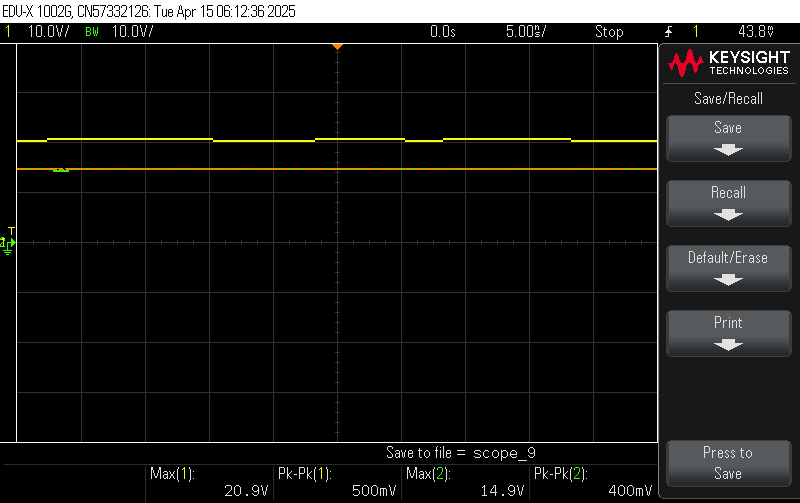 EDU-X 1002G, CN57332126: Tue Apr 15 06:12:36 2025
1 10.0V/ BW 10.0V/ 0.0s 5.00ms/ Stop 1 43.8V
KEYSIGHT
TECHNOLOGIES
Save/Recall
Save
Recall
Default/Erase
Print
T
Save to file = scope_9
Press to
Save
Max(1): Pk-Pk(1): Max(2): Pk-Pk(2):
20.9V 500mV 14.9V 400mV